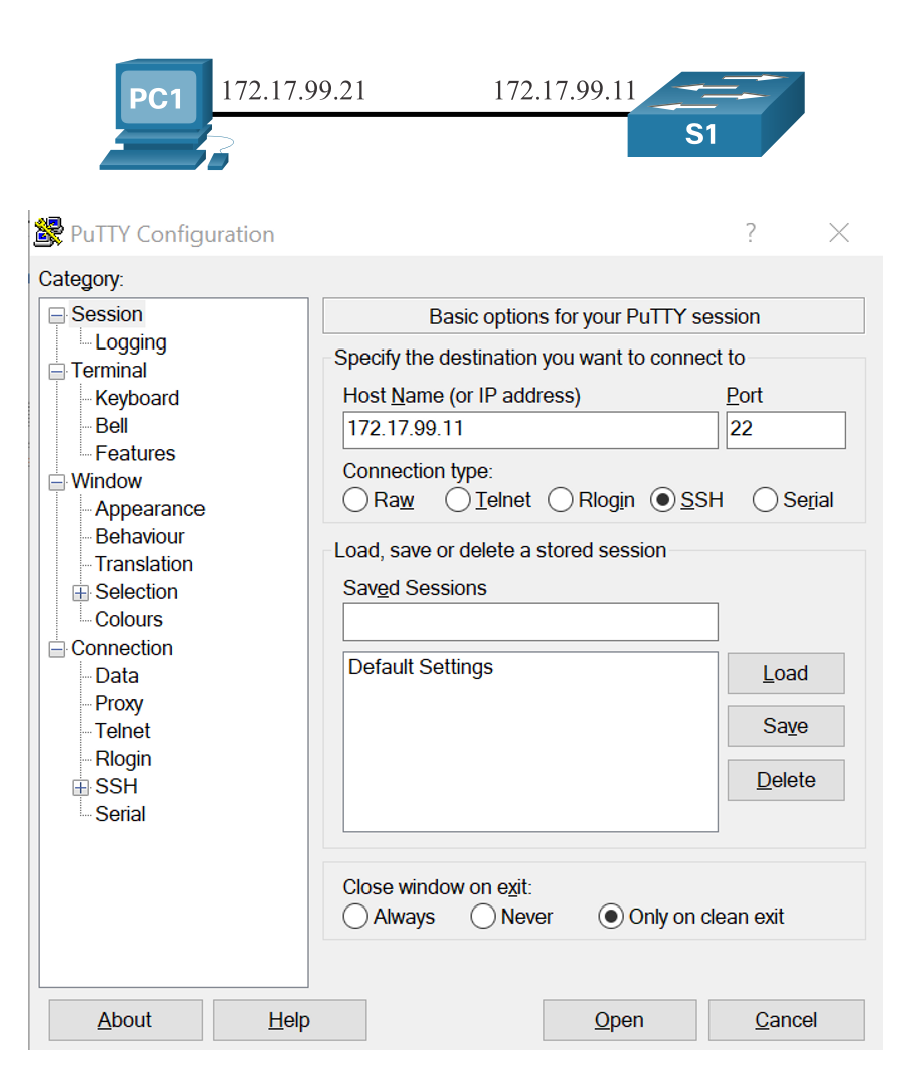 PC1
172.17.99.21
172.17.99.11
S1
PuTTY Configuration
?
Category:
Session
Logging
Terminal
Keyboard
Bell
Features
Window
Appearance
Behaviour
Translation
Selection
Colours
Connection
Data
Proxy
Telnet
Rlogin
SSH
Serial
Basic options for your PuTTY session
Specify the destination you want to connect to
Host Name (or IP address) Port
172.17.99.11 22
Connection type:
Raw Telnet Rlogin SSH Serial
Load, save or delete a stored session
Saved Sessions
Default Settings
Load
Save
Delete
Close window on exit:
Always Never Only on clean exit
About Help Open Cancel